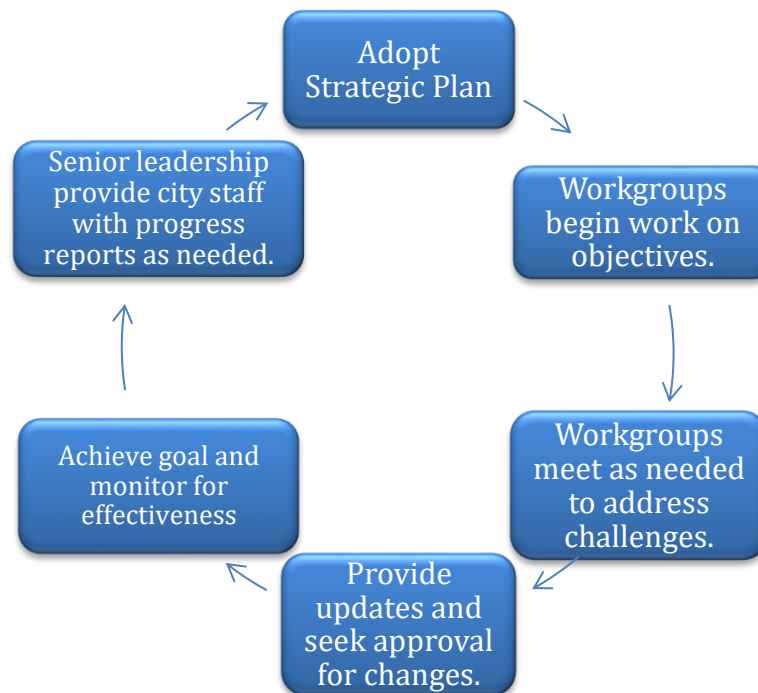 Adopt
Strategic Plan
Workgroups
begin work on
objectives.
Workgroups
meet as needed
to address
challenges.
Provide
updates and
seek approval
for changes.
Achieve goal and
monitor for
effectiveness
Senior leadership
provide city staff
with progress
reports as needed.